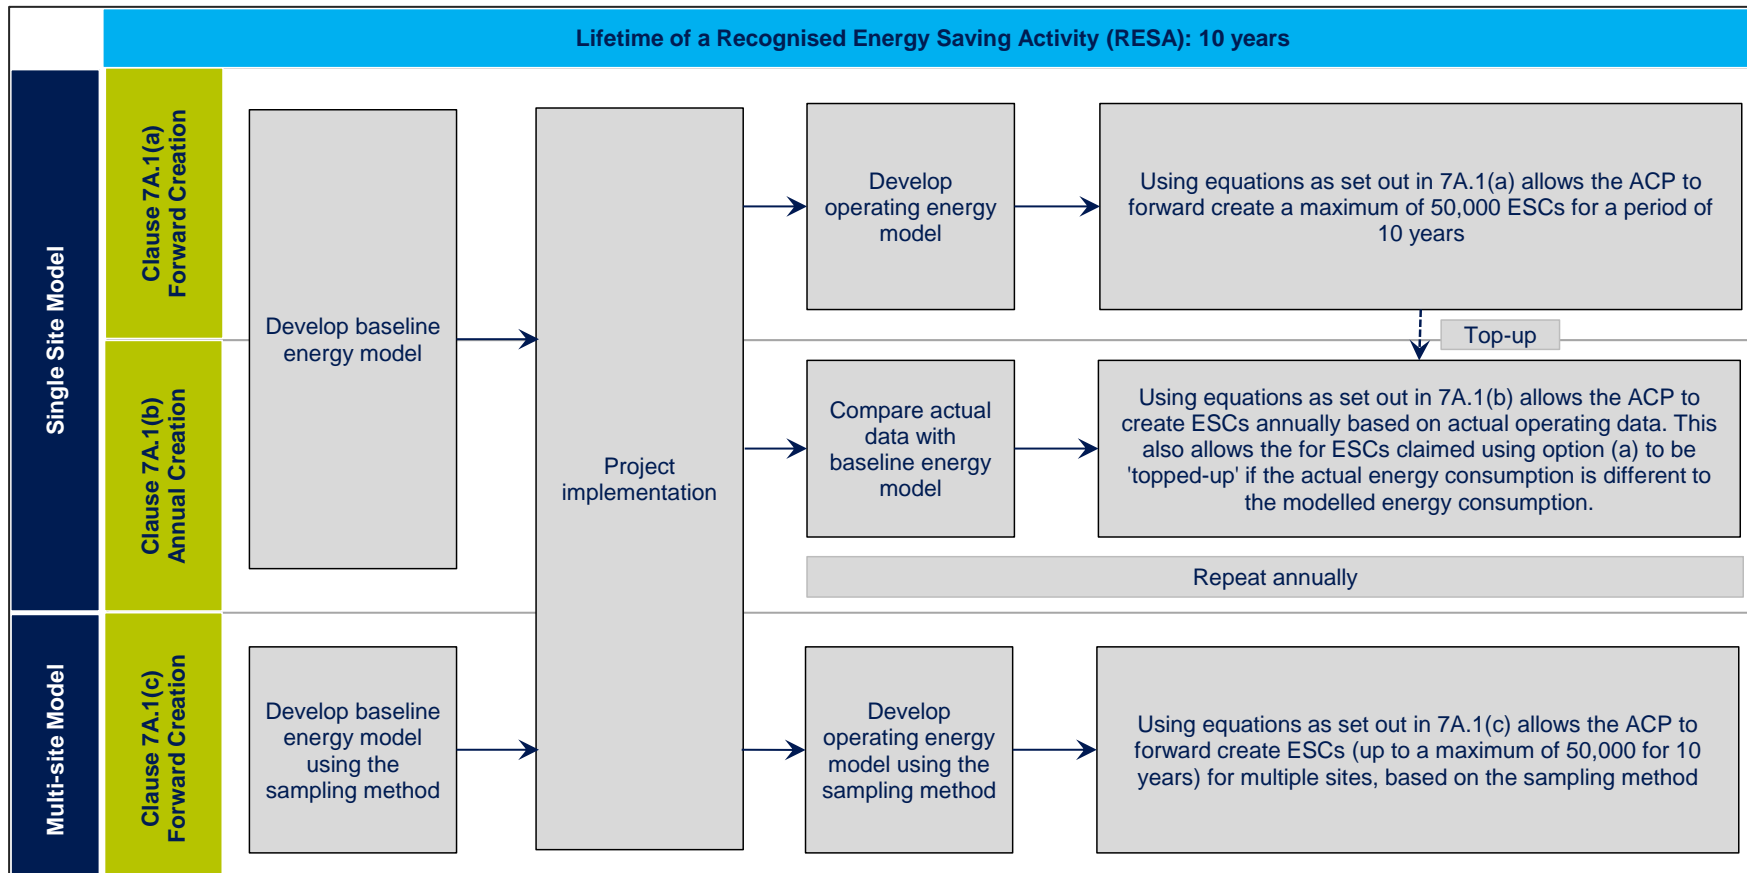 Lifetime of a Recognised Energy Saving Activity (RESA): 10 years
Single Site Model
Clause 7A.1(a)
Forward Creation
Develop baseline
energy model
Project
implementation
Develop
operating energy
model
Using equations as set out in 7A.1(a) allows the ACP to
forward create a maximum of 50,000 ESCs for a period of
10 years
Top-up
Clause 7A.1(b)
Annual Creation
Compare actual
data with
baseline energy
model
Using equations as set out in 7A.1(b) allows the ACP to
create ESCs annually based on actual operating data. This
also allows the for ESCs claimed using option (a) to be
'topped-up' if the actual energy consumption is different to
the modelled energy consumption.
Repeat annually
Multi-site Model
Clause 7A.1(c)
Forward Creation
Develop baseline
energy model
using the
sampling method
Develop
operating energy
model using the
sampling method
Using equations as set out in 7A.1(c) allows the ACP to
forward create ESCs (up to a maximum of 50,000 for 10
years) for multiple sites, based on the sampling method